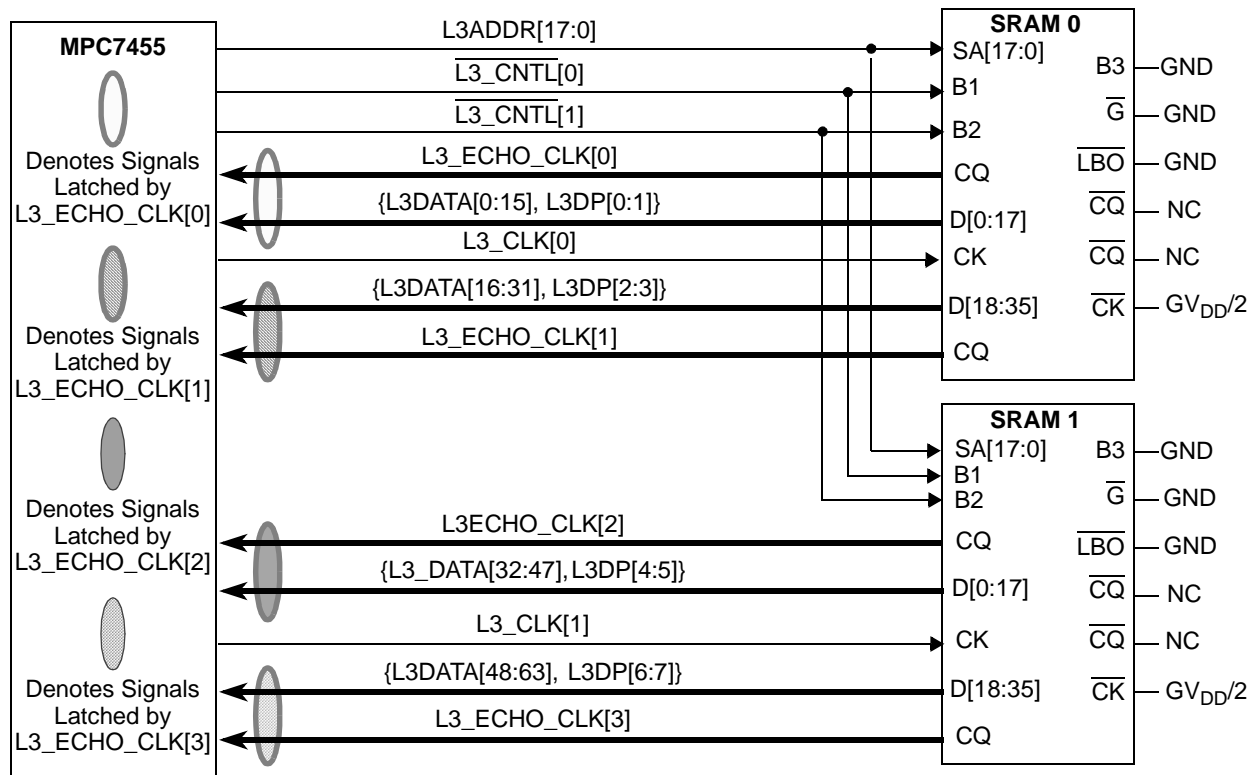 MPC7455
Denotes Signals
Latched by
L3_ECHO_CLK[0]
Denotes Signals
Latched by
L3_ECHO_CLK[1]
Denotes Signals
Latched by
L3_ECHO_CLK[2]
Denotes Signals
Latched by
L3_ECHO_CLK[3]
L3ADDR[17:0]
L3_CNTL[0]
L3_CNTL[1]
L3_ECHO_CLK[0]
{L3DATA[0:15], L3DP[0:1]}
L3_CLK[0]
{L3DATA[16:31], L3DP[2:3]}
L3_ECHO_CLK[1]
L3ECHO_CLK[2]
{L3_DATA[32:47], L3DP[4:5]}
L3_CLK[1]
{L3DATA[48:63], L3DP[6:7]}
L3_ECHO_CLK[3]
SRAM 0
SA[17:0]
B1
B2
CQ
D[0:17]
CK
D[18:35]
CQ
B3 GND
G GND
LBO GND
CQ NC
CQ NC
CK GVDD/2
SRAM 1
SA[17:0]
B1
B2
CQ
D[0:17]
CK
D[18:35]
CQ
B3 GND
G GND
LBO GND
CQ NC
CQ NC
CK GVDD/2